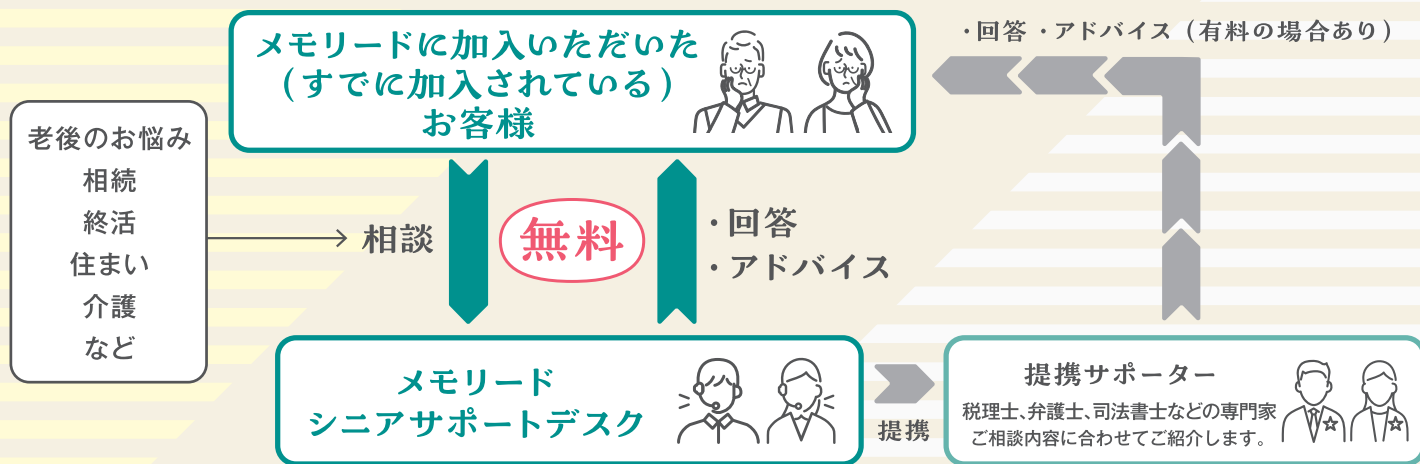 メモリードに加入いただいた
(すでに加入されている)
お客様
・回答 ・アドバイス (有料の場合あり)
老後のお悩み
相続
終活
住まい
介護
など
相談
無料
・回答
・アドバイス
メモリード
シニアサポートデスク
提携
提携サポーター
税理士、弁護士、司法書士などの専門家
ご相談内容に合わせてご紹介します。